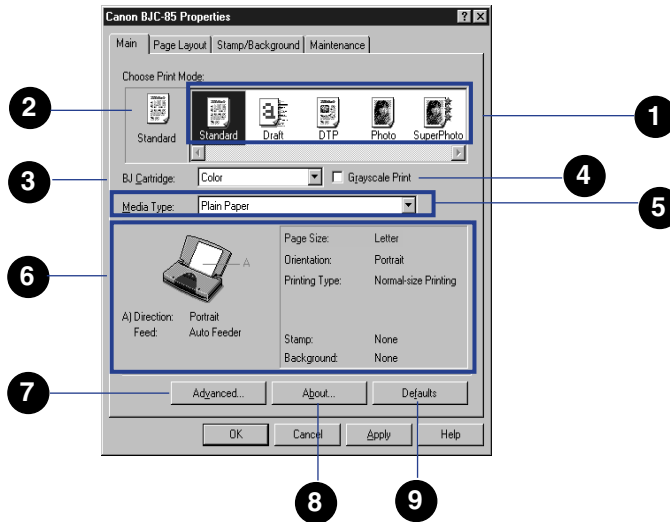 Canon BJC-85 Properties
Main Page Layout Stamp/Background Maintenance
Choose Print Mode:
Standard
Standard Draft DTP Photo SuperPhoto
BJ Cartridge: Color Grayscale Print
Media Type: Plain Paper
A
A) Direction: Portrait
Feed: Auto Feeder
Page Size: Letter
Orientation: Portrait
Printing Type: Normal-size Printing
Stamp: None
Background: None
Advanced... About... Defaults
OK Cancel Apply Help
1
2
3
4
5
6
7
8
9